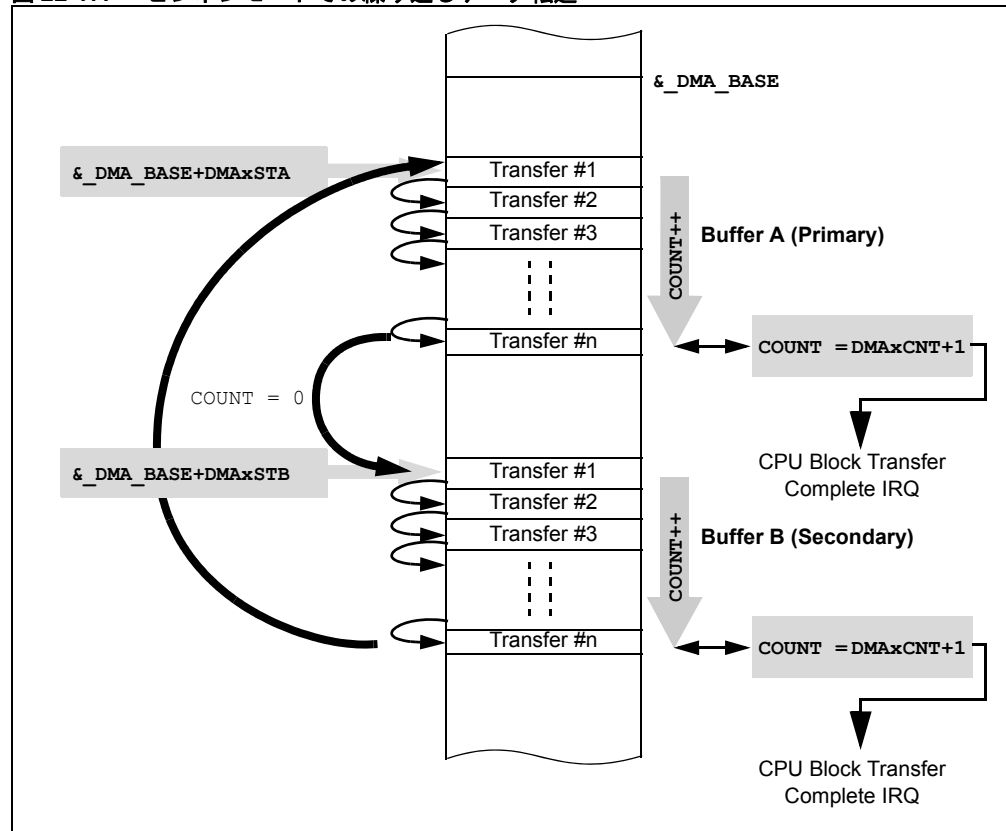 &_DMA_BASE
&_DMA_BASE+DMAxSTA
Transfer #1
Transfer #2
Transfer #3
Transfer #n
COUNT++
Buffer A (Primary)
COUNT = DMAxCNT+1
CPU Block Transfer
Complete IRQ
COUNT = 0
&_DMA_BASE+DMAxSTB
Transfer #1
Transfer #2
Transfer #3
Transfer #n
COUNT++
Buffer B (Secondary)
COUNT = DMAxCNT+1
CPU Block Transfer
Complete IRQ